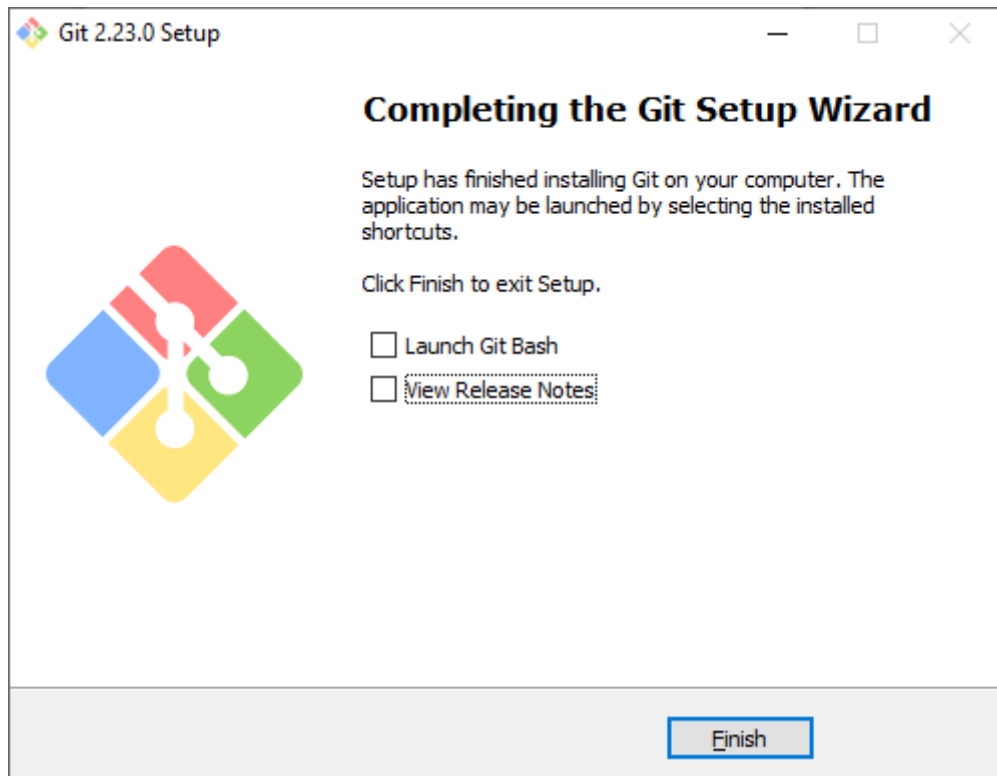 Git 2.23.0 Setup
Completing the Git Setup Wizard
Setup has finished installing Git on your computer. The
application may be launched by selecting the installed
shortcuts.
Click Finish to exit Setup.
Launch Git Bash
View Release Notes
Finish